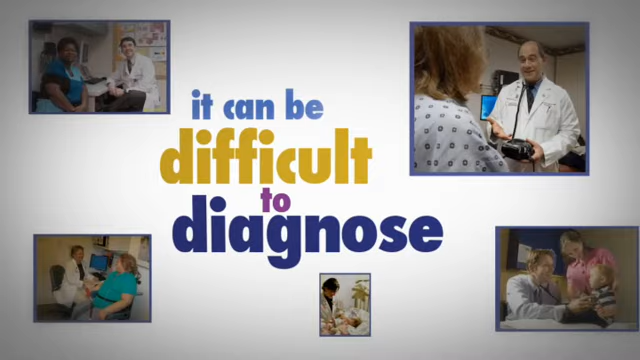 it can be
difficult
to
diagnose